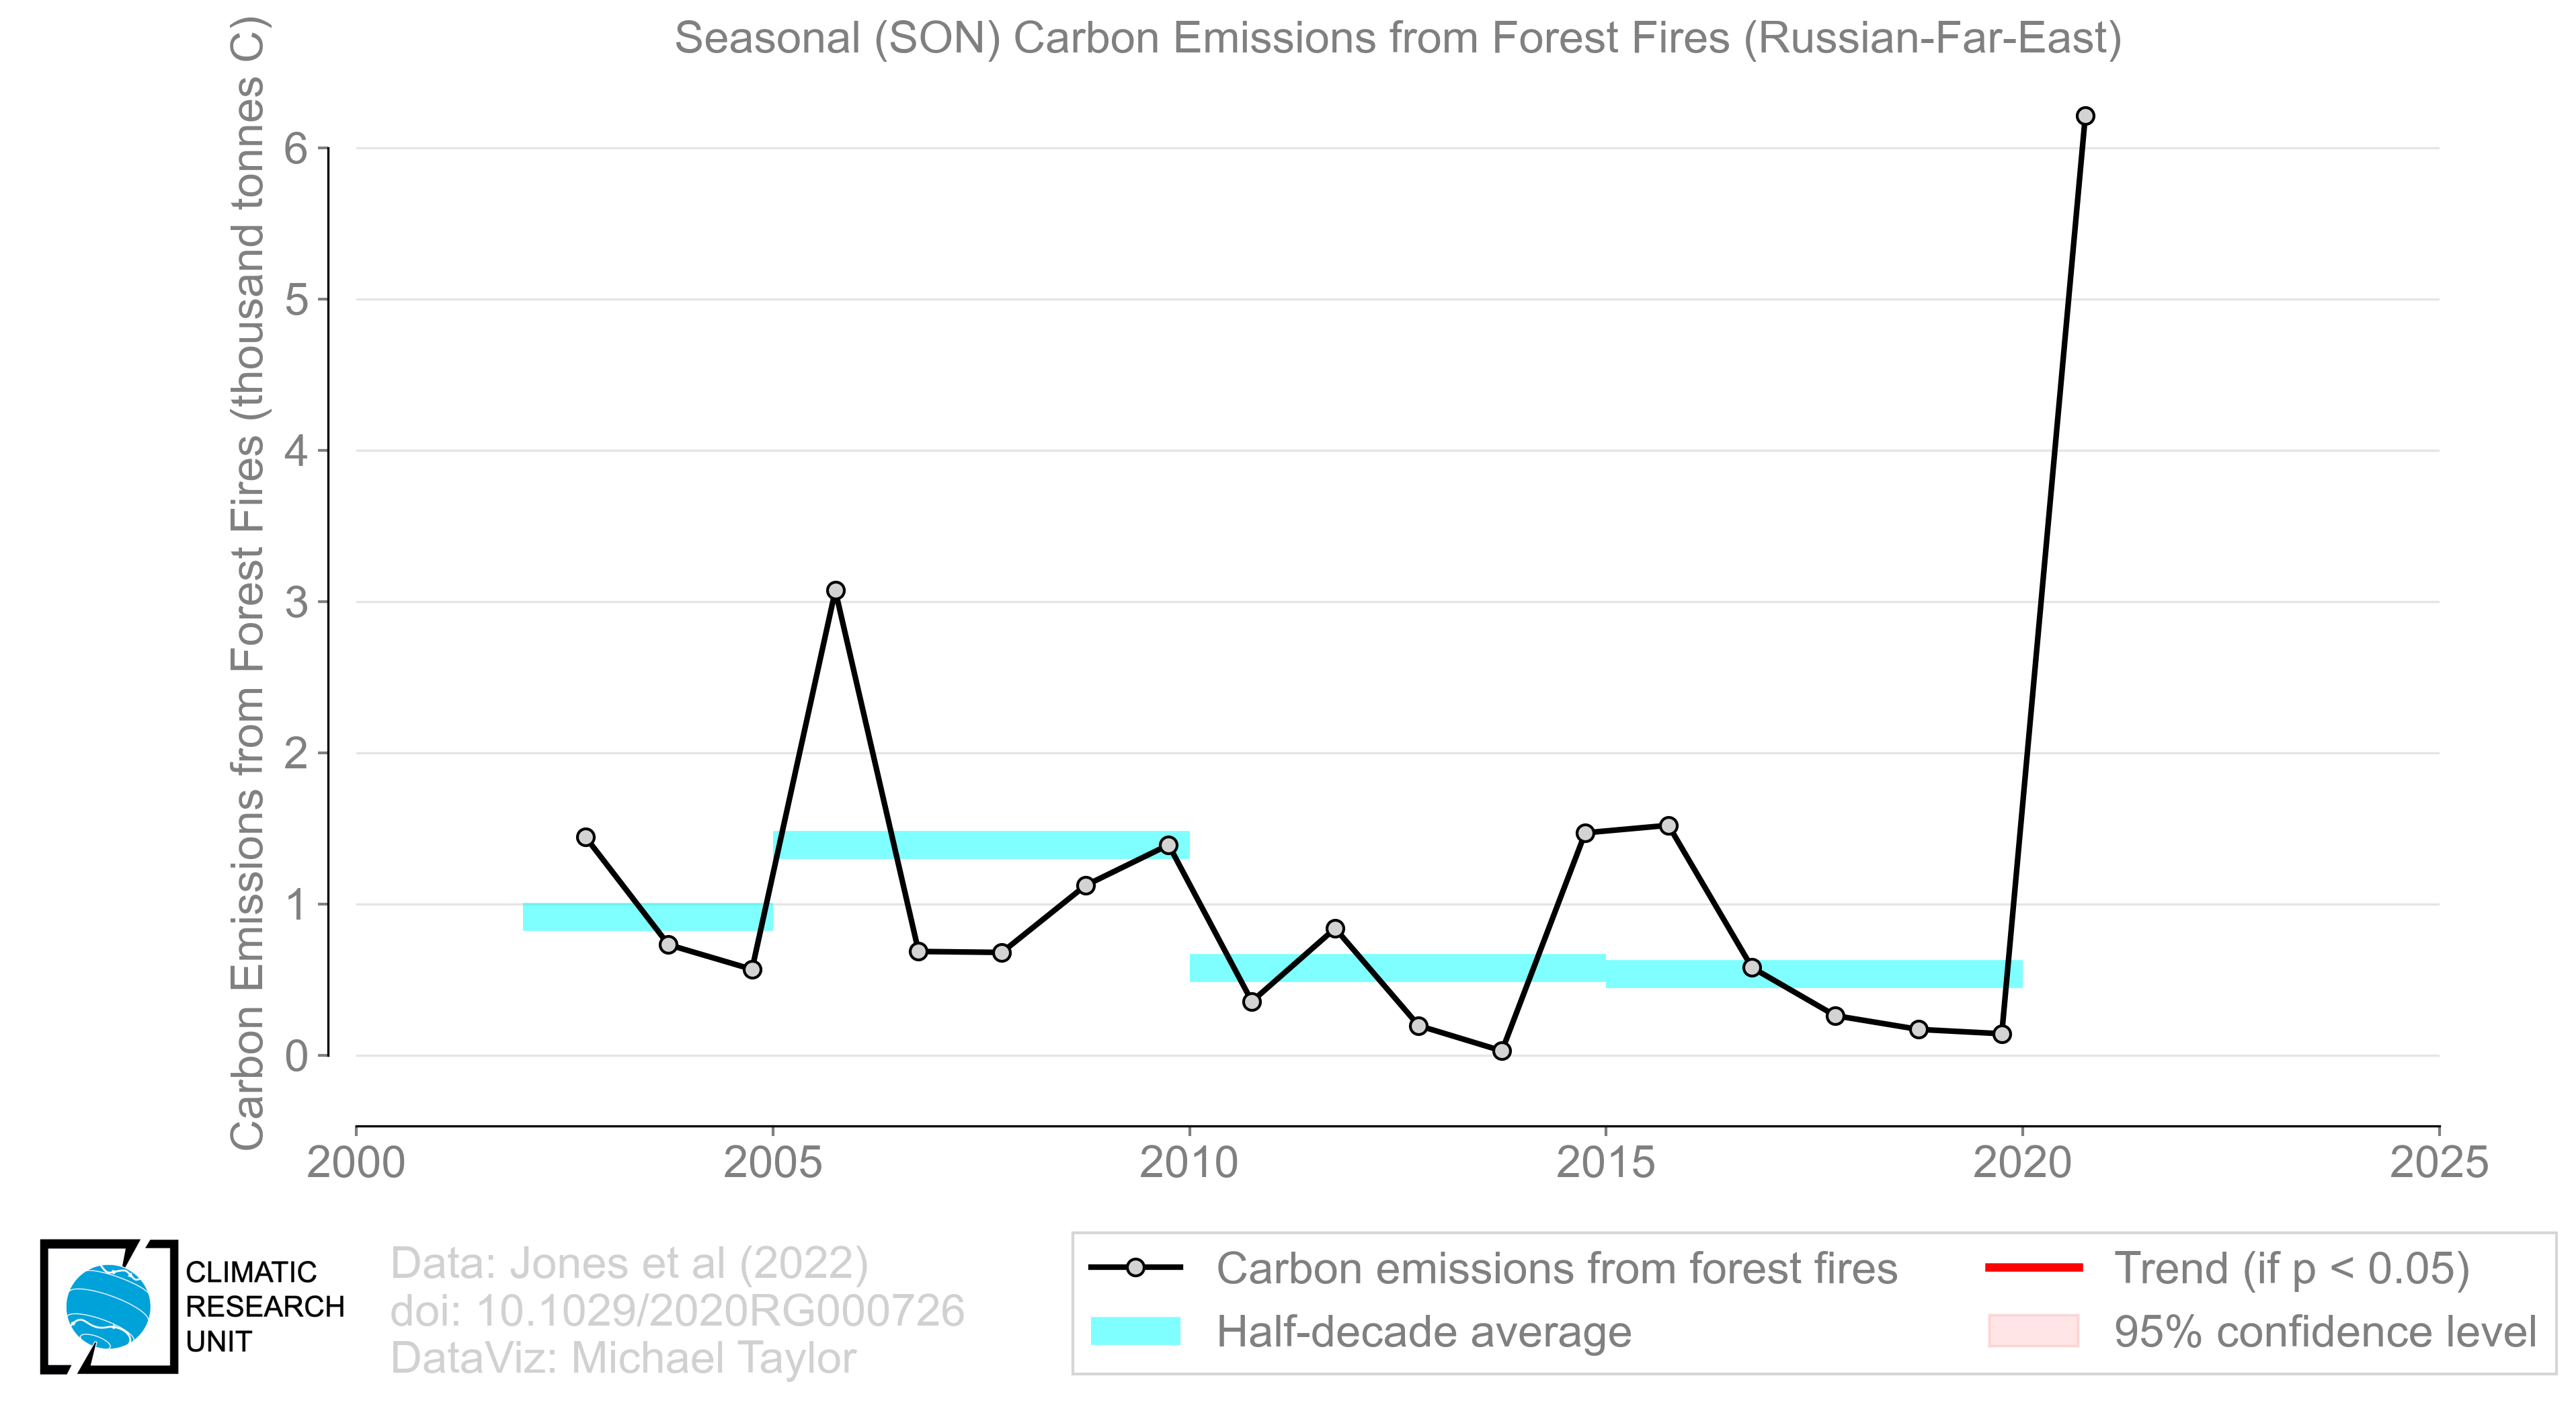 Seasonal (SON) Carbon Emissions from Forest Fires (Russian-Far-East)
Carbon Emissions from Forest Fires (thousand tonnes C)
6
5
4
3
2
1
0
2000 2005 2010 2015 2020 2025
CLIMATIC
RESEARCH
UNIT
Data: Jones et al (2022)
doi: 10.1029/2020RG000726
DataViz: Michael Taylor
Carbon emissions from forest fires
Half-decade average
Trend (if p < 0.05)
95% confidence level